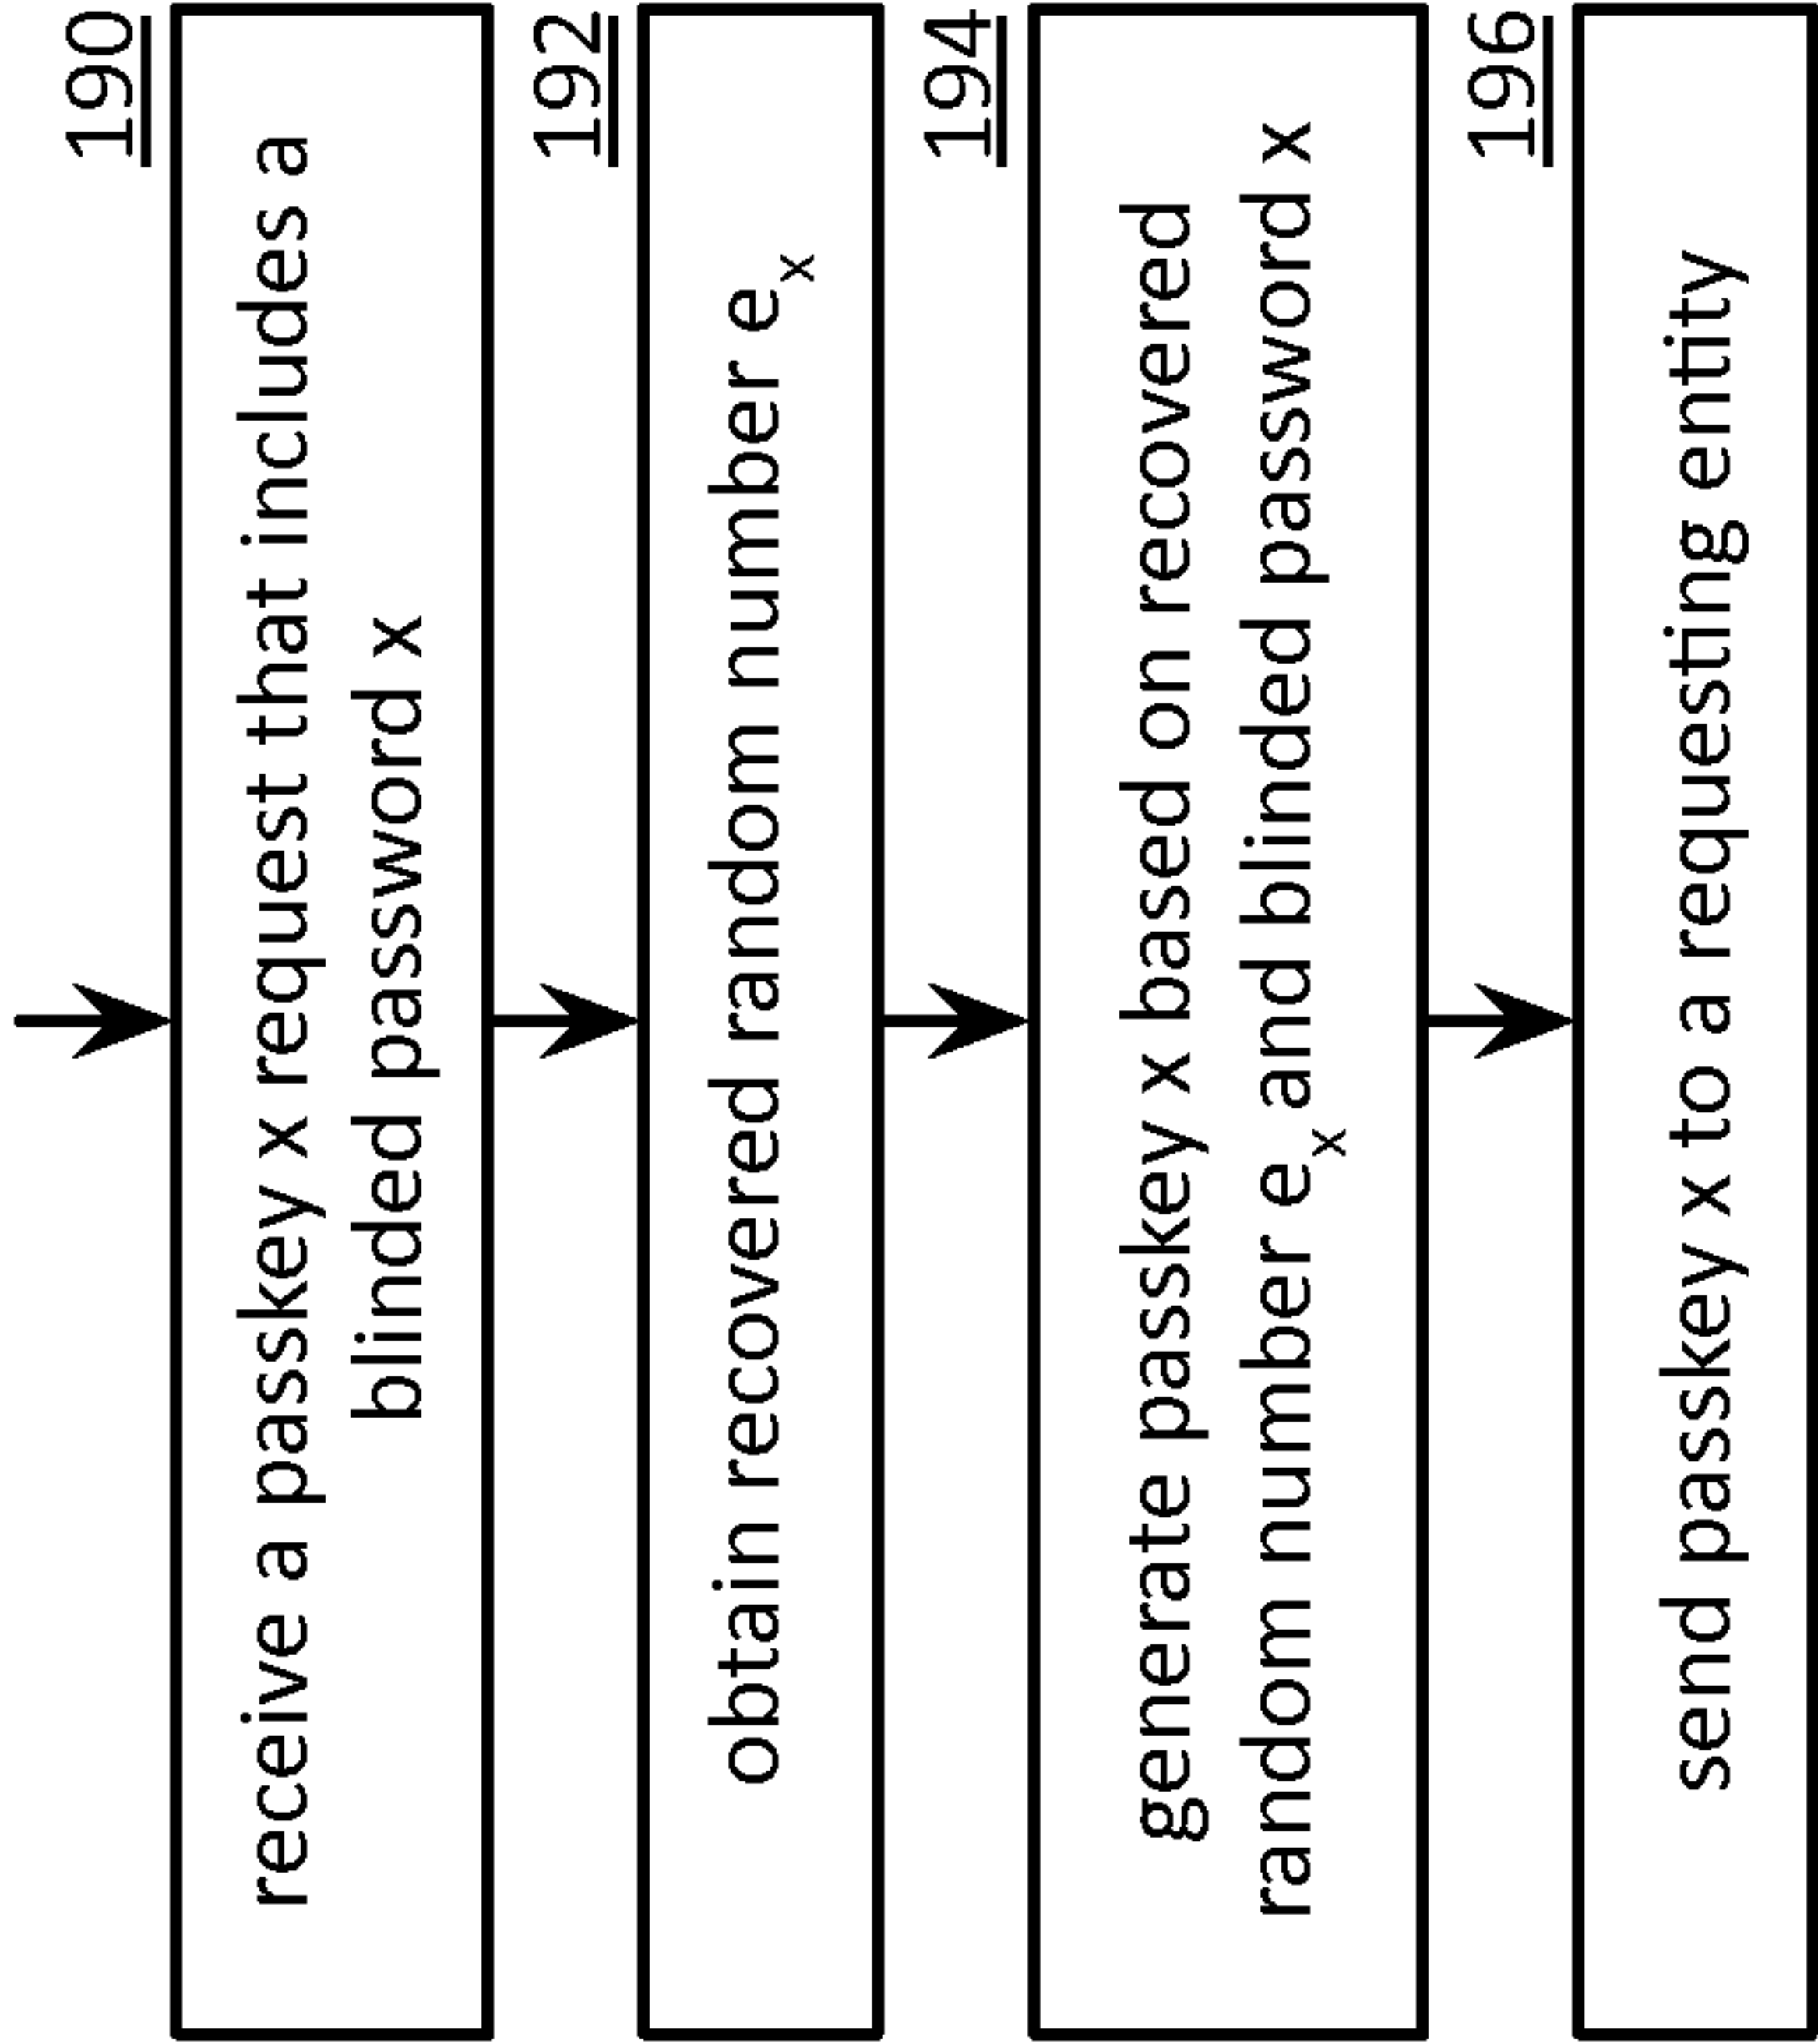 190
receive a passkey x request that includes a
blinded password x
192
obtain recovered random number eₓ
194
generate passkey x based on recovered
random number eₓ and blinded password x
196
send passkey x to a requesting entity